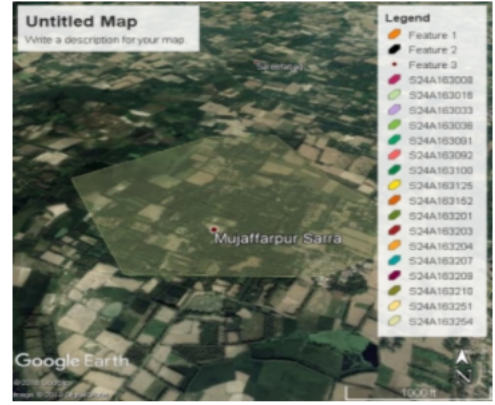 Untitled Map
Write a description for your map.
Legend
Feature 1
Feature 2
Feature 3
S24A163008
S24A163016
S24A163033
S24A163036
S24A163091
S24A163092
S24A163100
S24A163125
S24A163152
S24A163201
S24A163203
S24A163204
S24A163207
S24A163209
S24A163210
S24A163251
S24A163254
Mujaffarpur Sarra
Google Earth
1000 ft